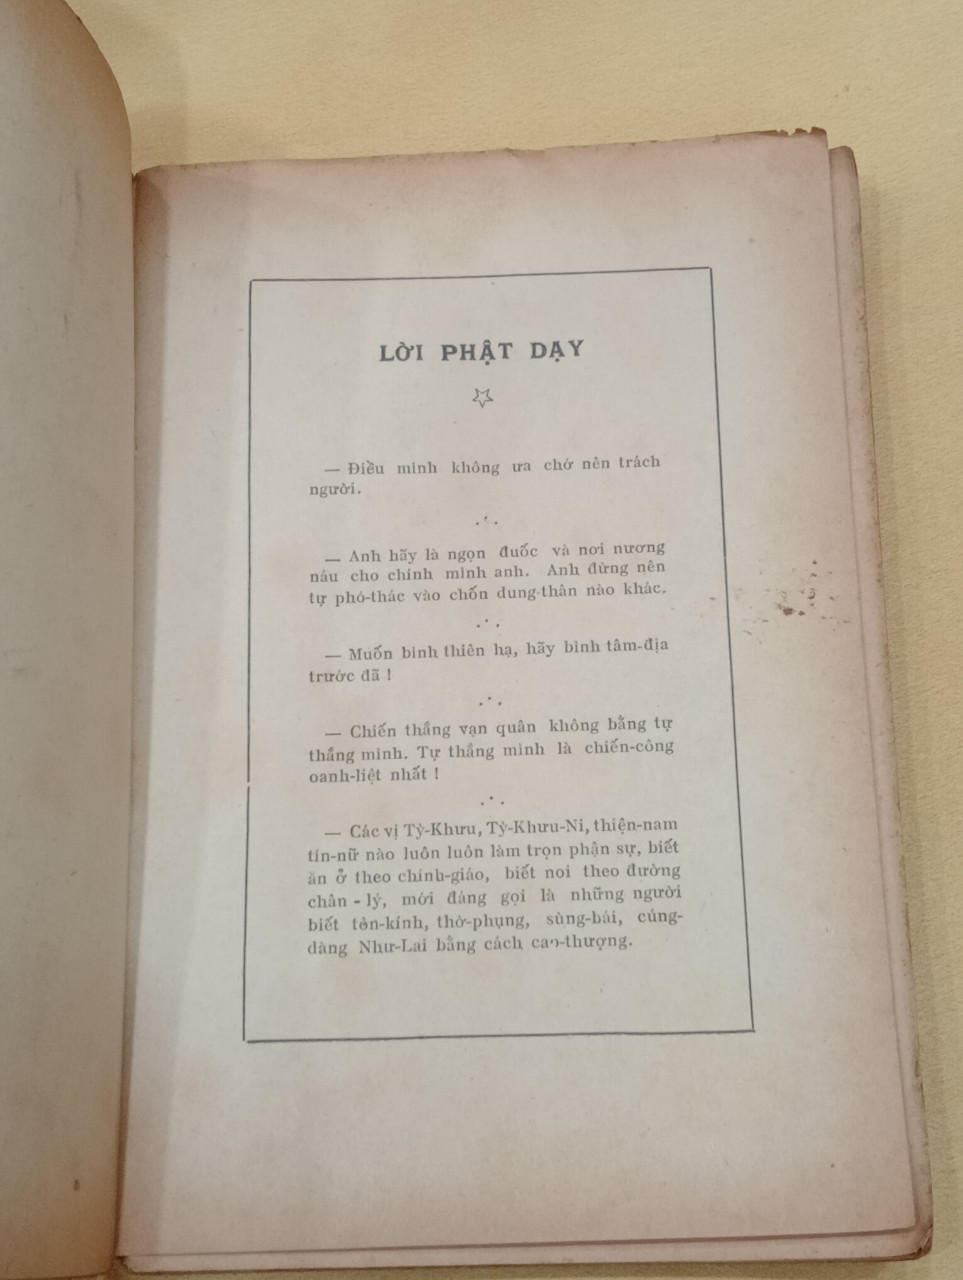 LỜI PHẬT DẠY
— Điều mình không ưa chớ nên trách
người.
— Anh hãy là ngọn đuốc và nơi nương
náu cho chính mình anh. Anh đừng nên
tự phó-thác vào chốn dung-thân nào khác.
— Muốn bình thiên hạ, hãy bình tâm-địa
trước đã !
— Chiến thắng vạn quân không bằng tự
thắng mình. Tự thắng mình là chiến-công
oanh-liệt nhất !
— Các vị Tỳ-Khưu, Tỳ-Khưu-Ni, thiện-nam
tín-nữ nào luôn luôn làm trọn phận sự, biết
ăn ở theo chính-giáo, biết noi theo đường
chân - lý, mới đáng gọi là những người
biết tôn-kính, thờ-phụng, sùng-bái, cúng-
dàng Như-Lai bằng cách cao-thượng.